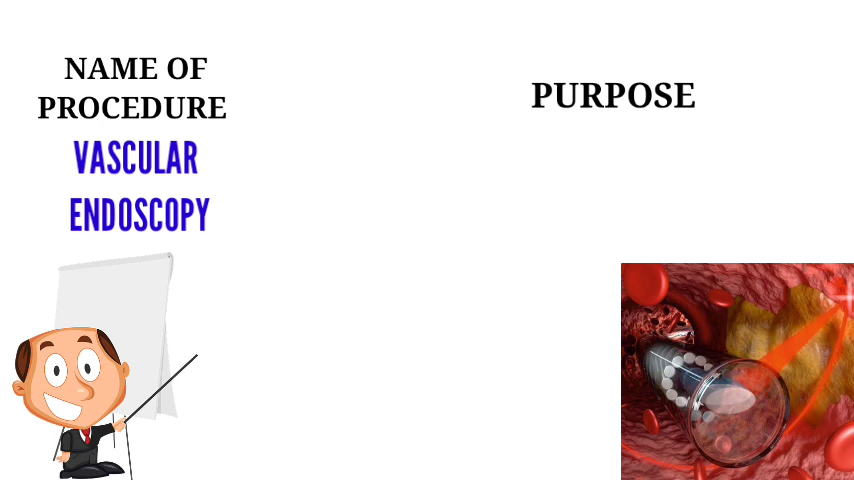 NAME OF
PROCEDURE
VASCULAR
ENDOSCOPY
PURPOSE